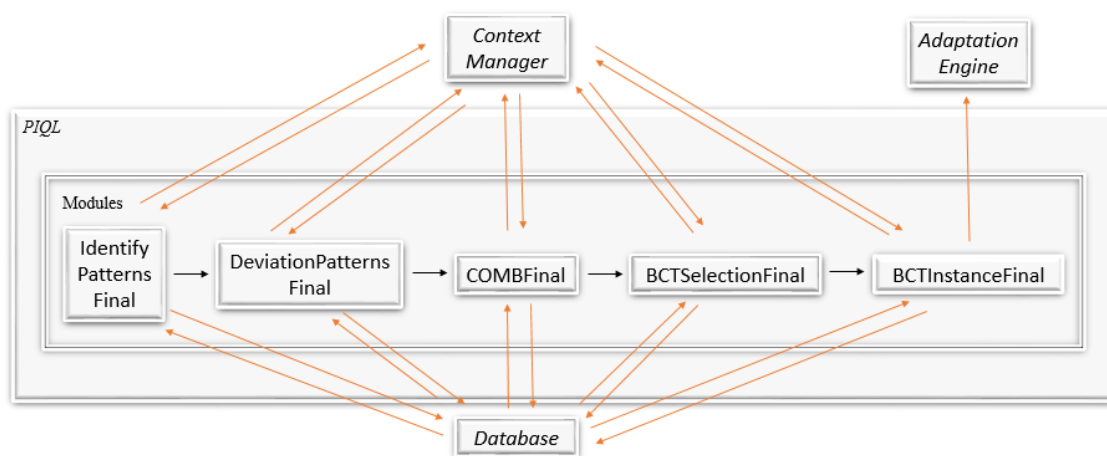 Context
Manager
Adaptation
Engine
PIQL
Modules
Identify
Patterns
Final
DeviationPatterns
Final
COMBFinal
BCTSelectionFinal
BCTInstanceFinal
Database